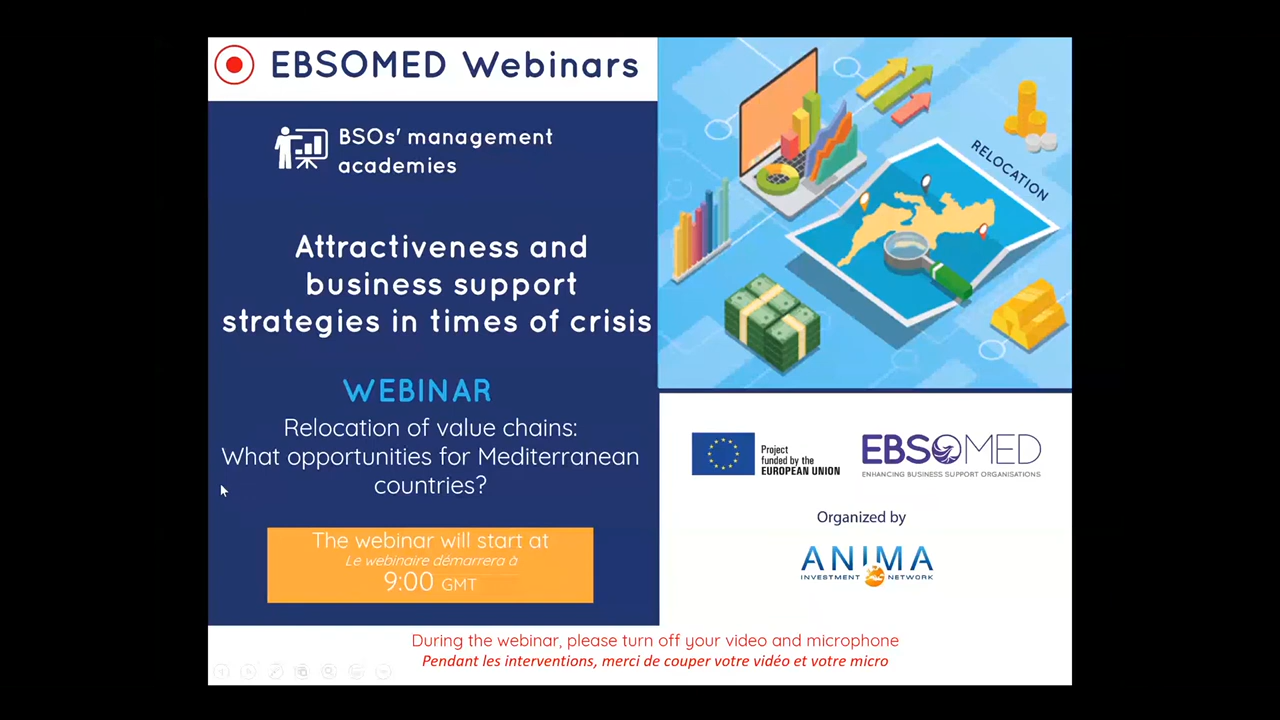 EBSOMED Webinars
BSOs' management
academies
Attractiveness and
business support
strategies in times of crisis
WEBINAR
Relocation of value chains:
What opportunities for Mediterranean
countries?
The webinar will start at
Le webinaire démarrera à
9:00 GMT
RELOCATION
Project
funded by the
EUROPEAN UNION
EBSOMED
ENHANCING BUSINESS SUPPORT ORGANISATIONS
Organized by
ANIMA
INVESTMENT NETWORK
During the webinar, please turn off your video and microphone
Pendant les interventions, merci de couper votre vidéo et votre micro